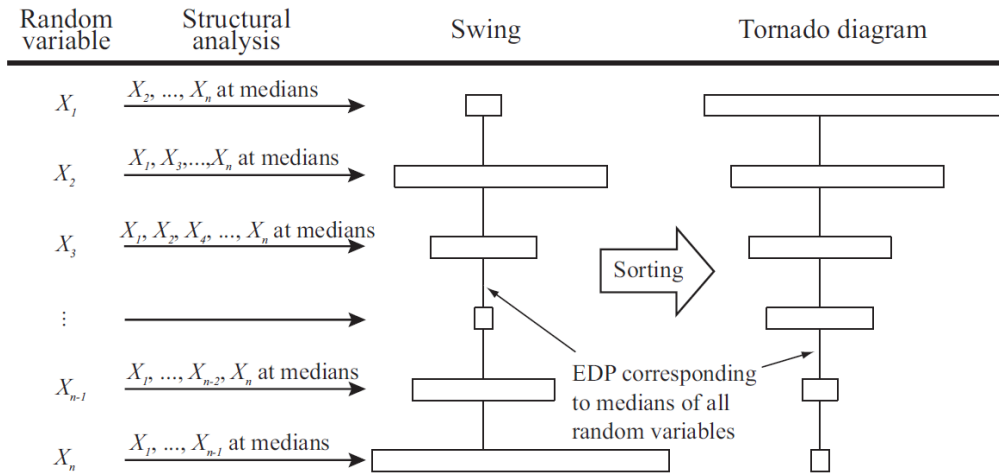 Random variable
Structural analysis
Swing
Tornado diagram
X₁
X₂, ..., Xₙ at medians
X₂
X₁, X₃,...,Xₙ at medians
X₃
X₁, X₂, X₄, ..., Xₙ at medians
Sorting
⋮
EDP corresponding
to medians of all
random variables
Xₙ₋₁
X₁, ..., Xₙ₋₂, Xₙ at medians
Xₙ
X₁, ..., Xₙ₋₁ at medians